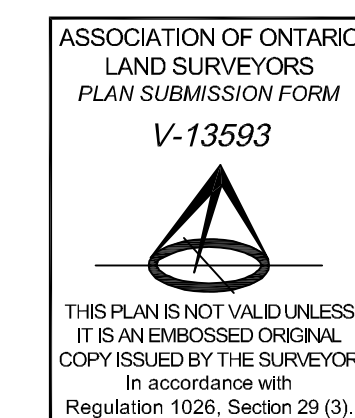 ASSOCIATION OF ONTARIO
LAND SURVEYORS
PLAN SUBMISSION FORM
V-13593
THIS PLAN IS NOT VALID UNLESS
IT IS AN EMBOSSED ORIGINAL
COPY ISSUED BY THE SURVEYOR
In accordance with
Regulation 1026, Section 29 (3).